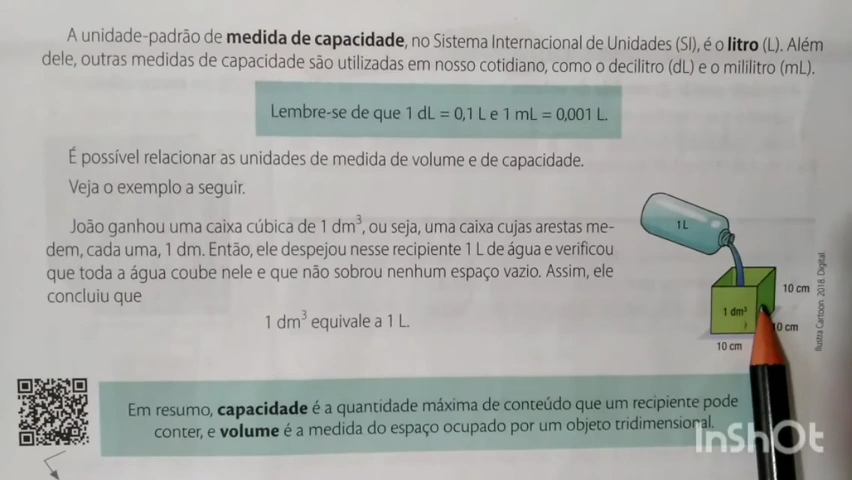 A unidade-padrão de medida de capacidade, no Sistema Internacional de Unidades (SI), é o litro (L). Além
dele, outras medidas de capacidade são utilizadas em nosso cotidiano, como o decilitro (dL) e o mililitro (mL).
Lembre-se de que 1 dL = 0,1 L e 1 mL = 0,001 L.
É possível relacionar as unidades de medida de volume e de capacidade.
Veja o exemplo a seguir.
João ganhou uma caixa cúbica de 1 dm³, ou seja, uma caixa cujas arestas me-
dem, cada uma, 1 dm. Então, ele despejou nesse recipiente 1 L de água e verificou
que toda a água coube nele e que não sobrou nenhum espaço vazio. Assim, ele
concluiu que
1 dm³ equivale a 1 L.
1 L
10 cm
1 dm³
0 cm
10 cm
Ilustra Cartoon. 2018. Digital
Em resumo, capacidade é a quantidade máxima de conteúdo que um recipiente pode
conter, e volume é a medida do espaço ocupado por um objeto tridimensional.
InShOt